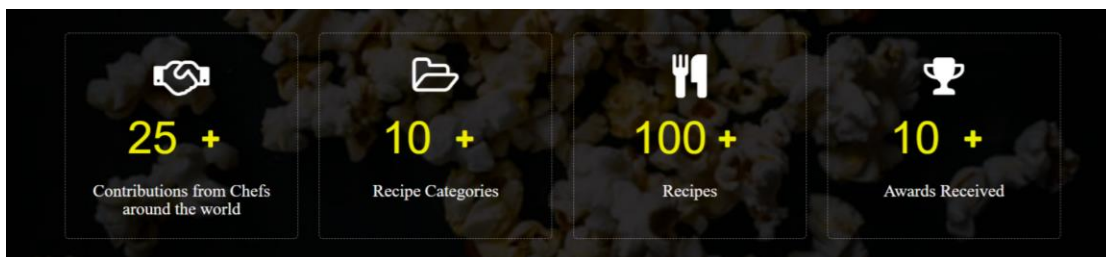 25 +
Contributions from Chefs
around the world
10 +
Recipe Categories
100 +
Recipes
10 +
Awards Received